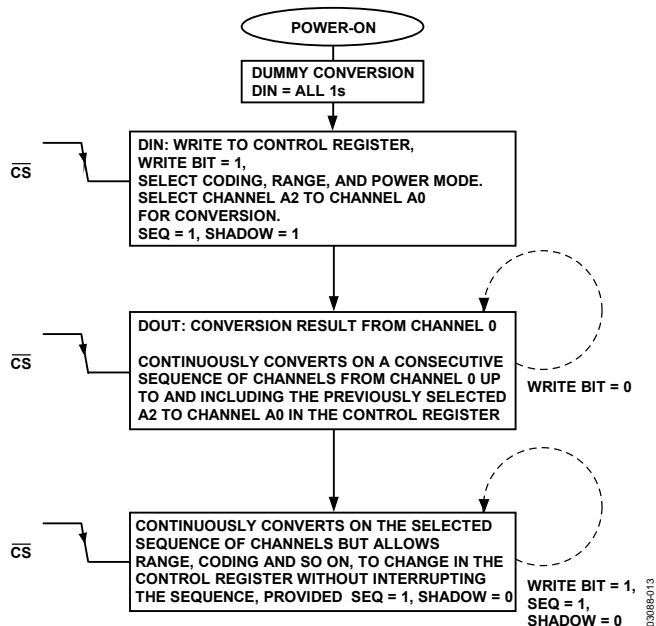 POWER-ON
DUMMY CONVERSION
DIN = ALL 1s
CS
DIN: WRITE TO CONTROL REGISTER,
WRITE BIT = 1,
SELECT CODING, RANGE, AND POWER MODE.
SELECT CHANNEL A2 TO CHANNEL A0
FOR CONVERSION.
SEQ = 1, SHADOW = 1
CS
DOUT: CONVERSION RESULT FROM CHANNEL 0
CONTINUOUSLY CONVERTS ON A CONSECUTIVE
SEQUENCE OF CHANNELS FROM CHANNEL 0 UP
TO AND INCLUDING THE PREVIOUSLY SELECTED
A2 TO CHANNEL A0 IN THE CONTROL REGISTER
WRITE BIT = 0
CS
CONTINUOUSLY CONVERTS ON THE SELECTED
SEQUENCE OF CHANNELS BUT ALLOWS
RANGE, CODING AND SO ON, TO CHANGE IN THE
CONTROL REGISTER WITHOUT INTERRUPTING
THE SEQUENCE, PROVIDED SEQ = 1, SHADOW = 0
WRITE BIT = 1,
SEQ = 1,
SHADOW = 0
03088-013